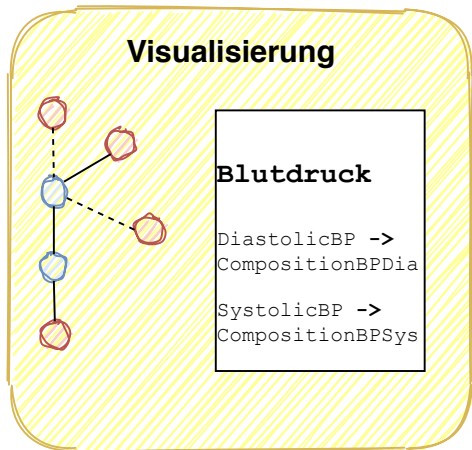 Visualisierung
Blutdruck
DiastolicBP ->
CompositionBPDia
SystolicBP ->
CompositionBPSys